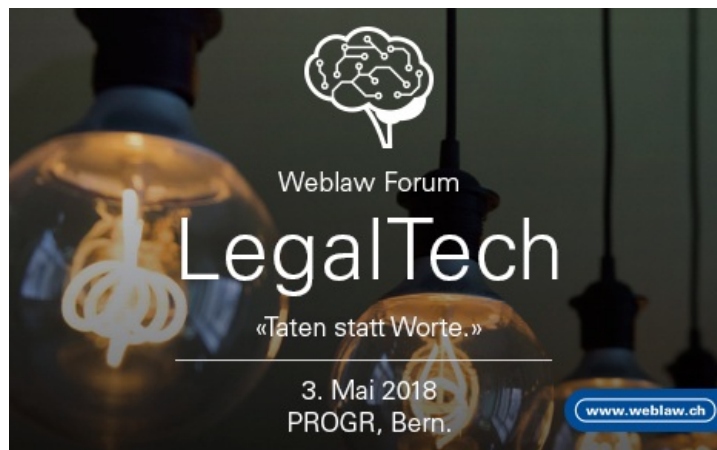 Weblaw Forum
LegalTech
«Taten statt Worte.»
3. Mai 2018
PROGR, Bern.
www.weblaw.ch